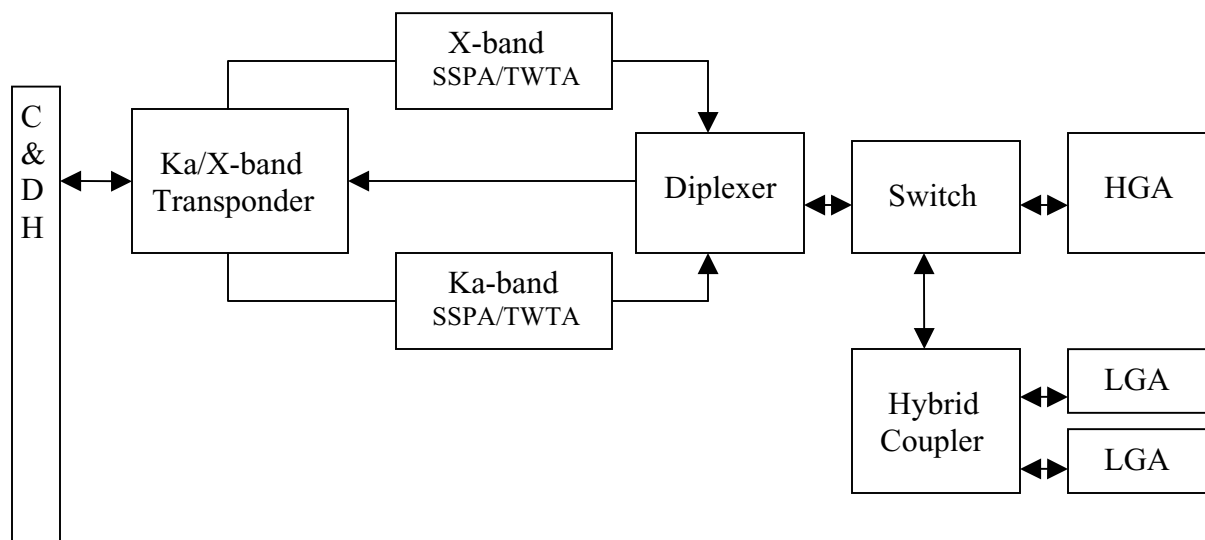 C
&
D
H
Ka/X-band
Transponder
X-band
SSPA/TWTA
Ka-band
SSPA/TWTA
Diplexer
Switch
HGA
Hybrid
Coupler
LGA
LGA